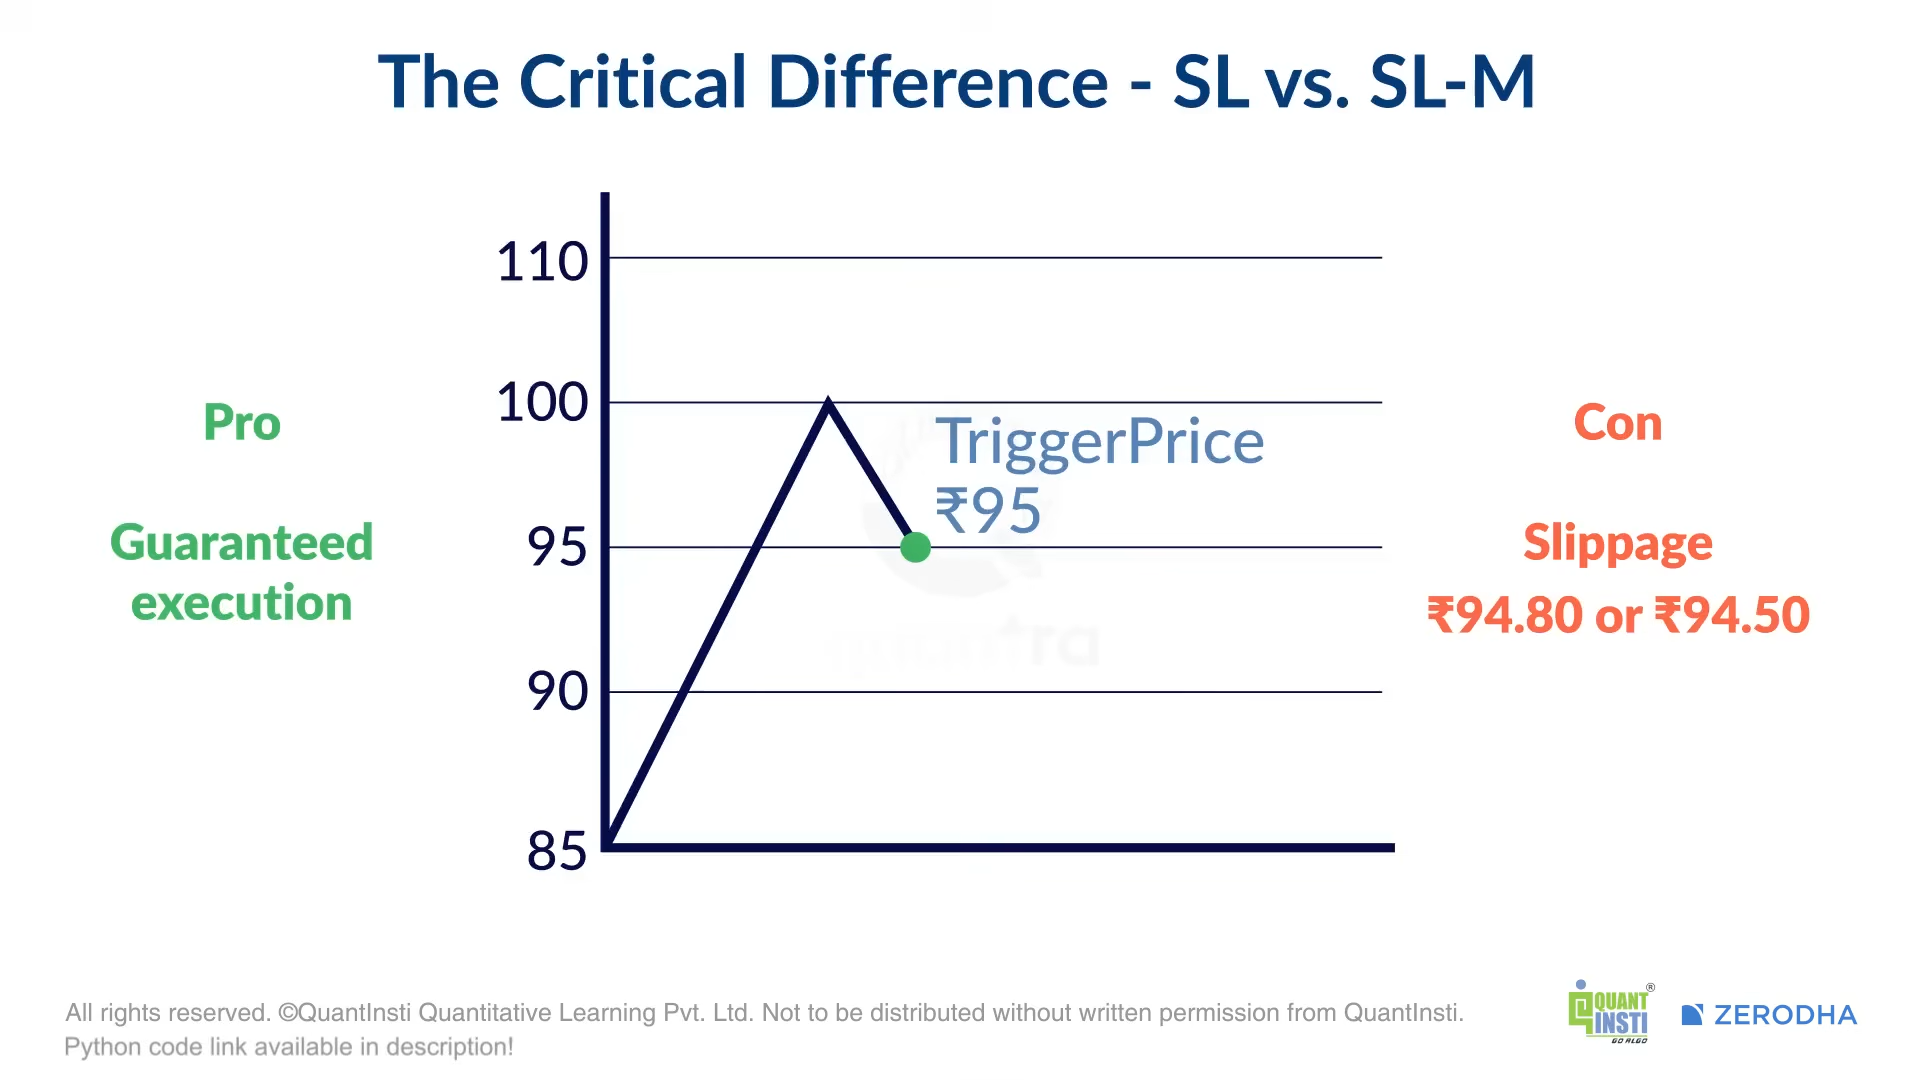 The Critical Difference - SL vs. SL-M
110
100
95
90
85
TriggerPrice
₹95
Pro
Guaranteed
execution
Con
Slippage
₹94.80 or ₹94.50
All rights reserved. ©QuantInsti Quantitative Learning Pvt. Ltd. Not to be distributed without written permission from QuantInsti.
Python code link available in description!
QUANT®
INSTI
GO ALGO
ZERODHA